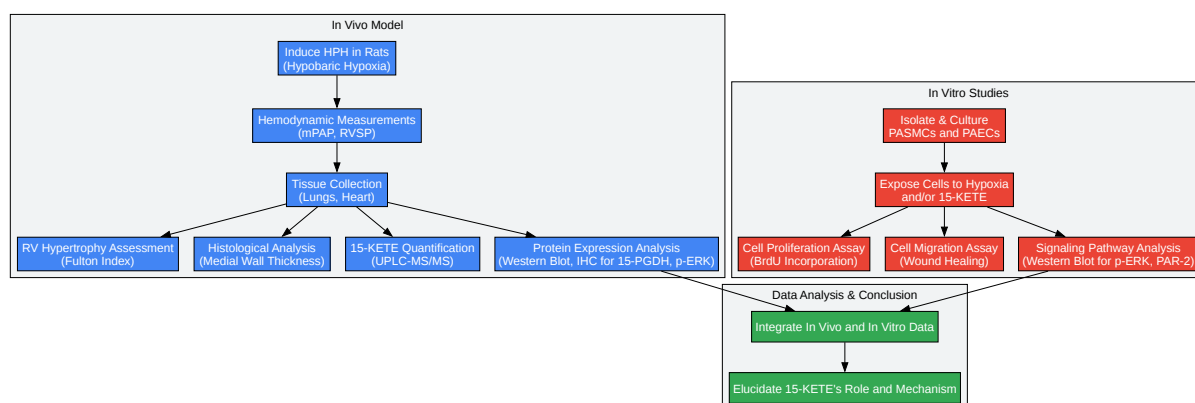 In Vivo Model
Induce HPH in Rats
(Hypobaric Hypoxia)
Hemodynamic Measurements
(mPAP, RVSP)
Tissue Collection
(Lungs, Heart)
RV Hypertrophy Assessment
(Fulton Index)
Histological Analysis
(Medial Wall Thickness)
15-KETE Quantification
(UPLC-MS/MS)
Protein Expression Analysis
(Western Blot, IHC for 15-PGDH, p-ERK)
In Vitro Studies
Isolate & Culture
PASMCs and PAECs
Expose Cells to Hypoxia
and/or 15-KETE
Cell Proliferation Assay
(BrdU Incorporation)
Cell Migration Assay
(Wound Healing)
Signaling Pathway Analysis
(Western Blot for p-ERK, PAR-2)
Data Analysis & Conclusion
Integrate In Vivo and In Vitro Data
Elucidate 15-KETE's Role and Mechanism